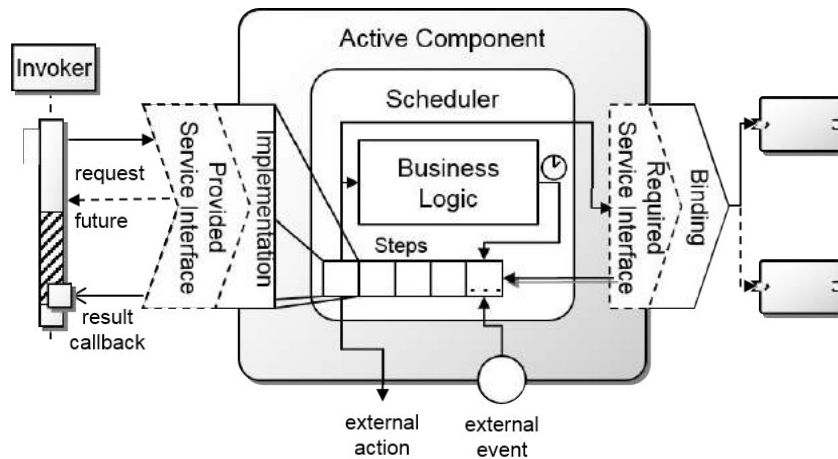 Active Component
Invoker
Scheduler
request
future
result
callback
Provided
Service Interface
Implementation
Business
Logic
Steps
...
Required
Service Interface
Binding
external
action
external
event